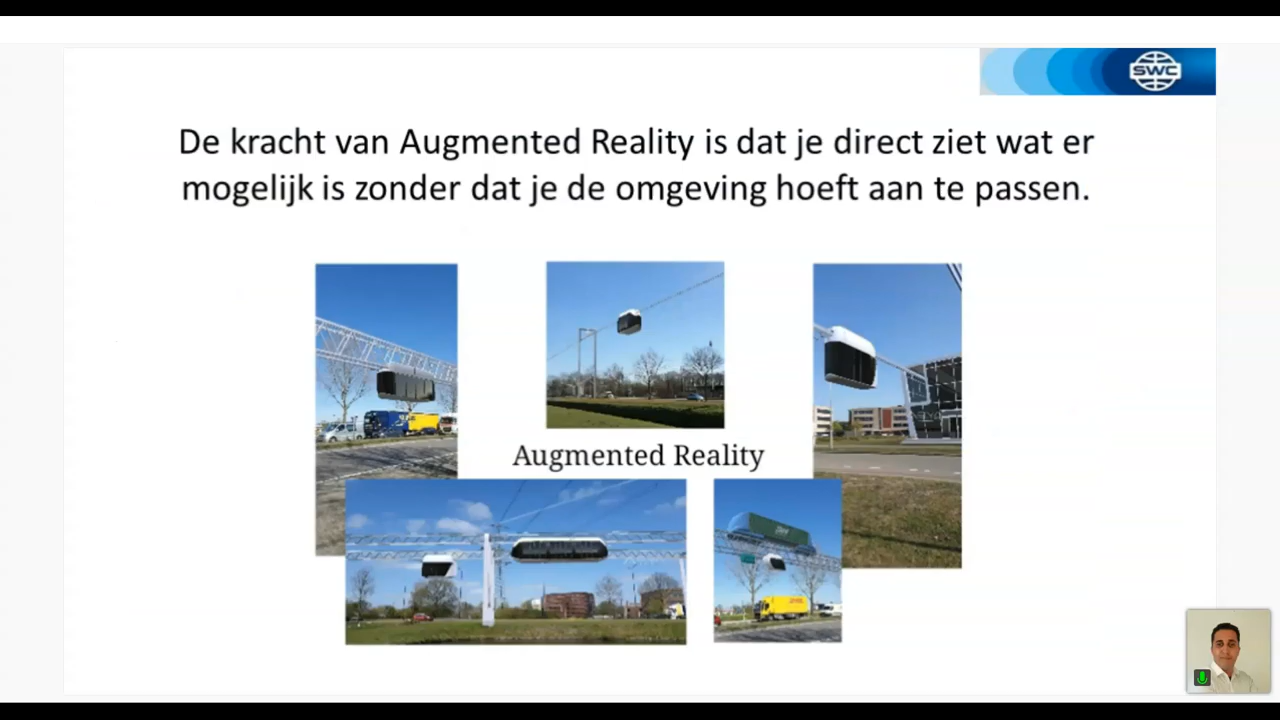 SWC
De kracht van Augmented Reality is dat je direct ziet wat er
mogelijk is zonder dat je de omgeving hoeft aan te passen.
Augmented Reality